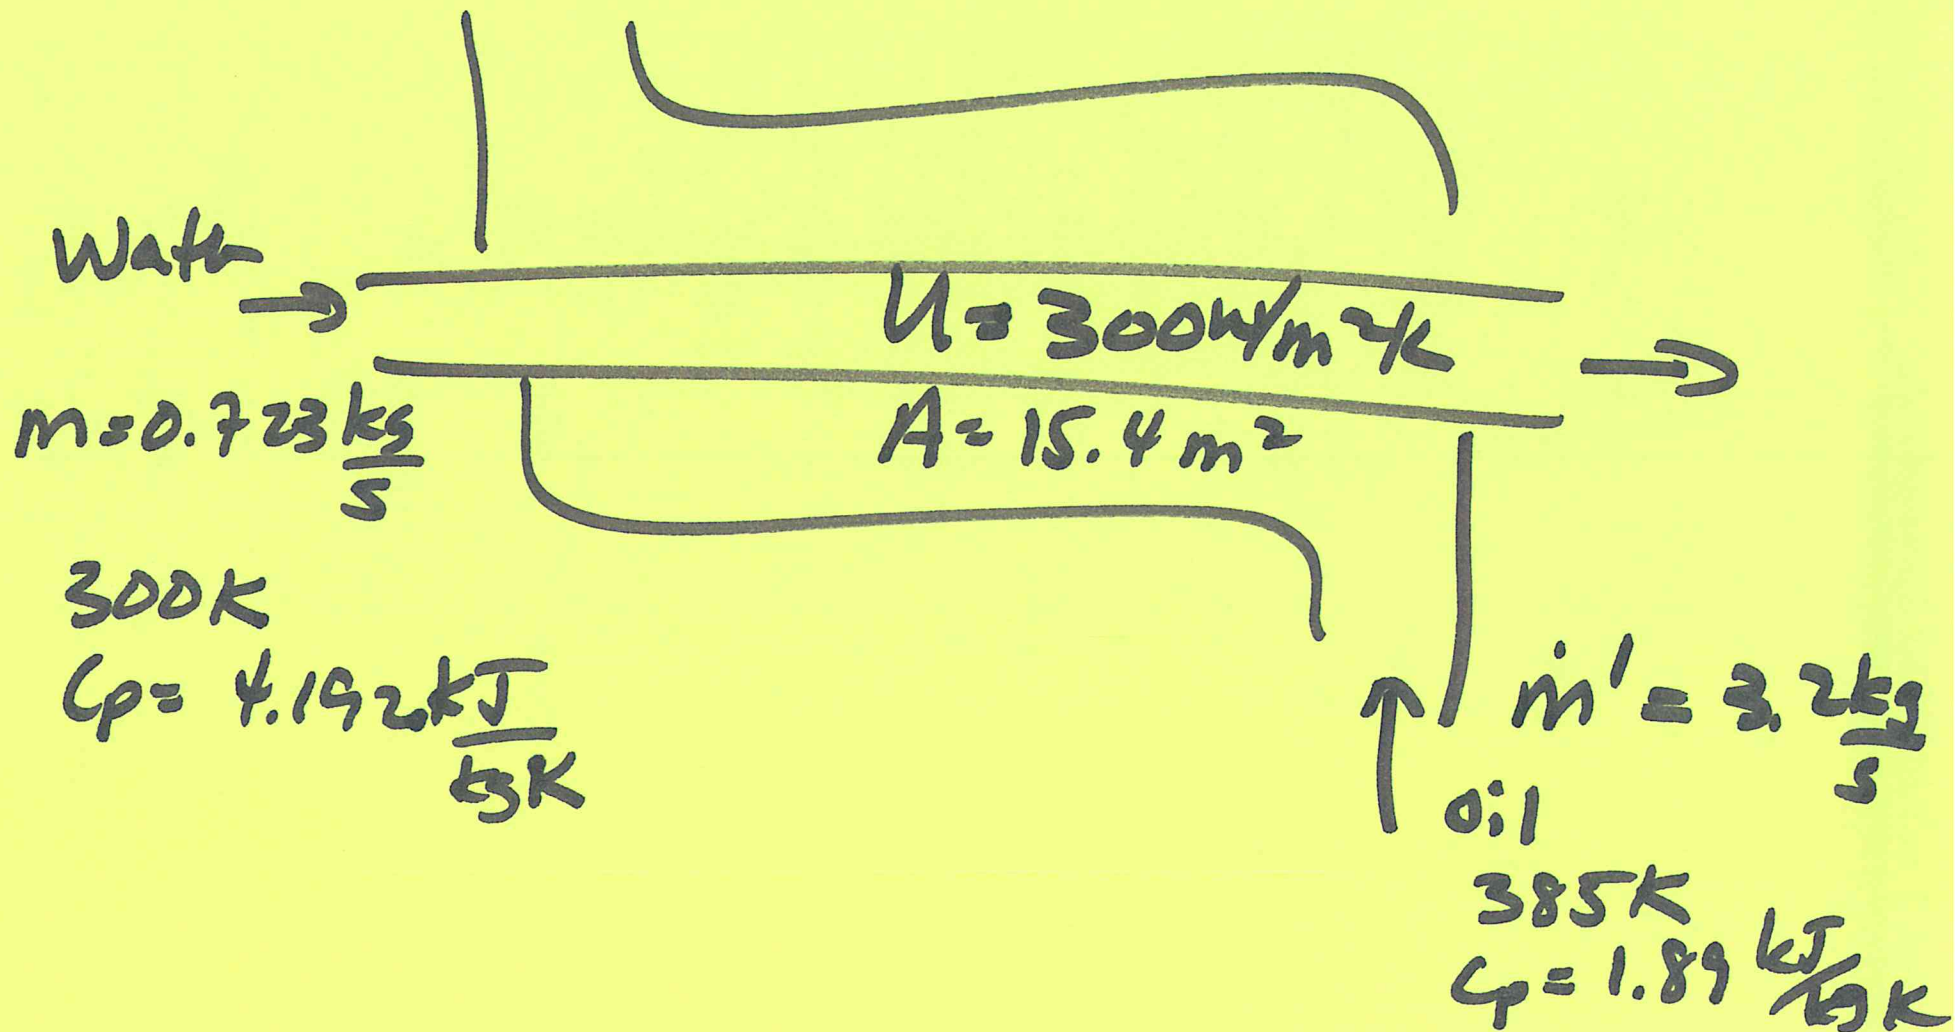 Water
→
m=0.723 kg/s
300K
Cp= 4.192 kJ/kgK
U= 300W/m²K
A= 15.4 m²
→
↑
ṁ' = 3.2 kg/s
oil
385K
Cp= 1.89 kJ/kgK